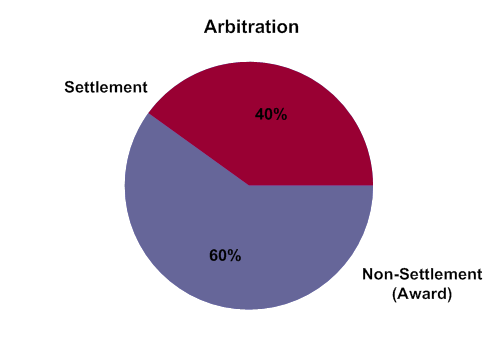 Arbitration
Settlement
40%
60%
Non-Settlement
(Award)